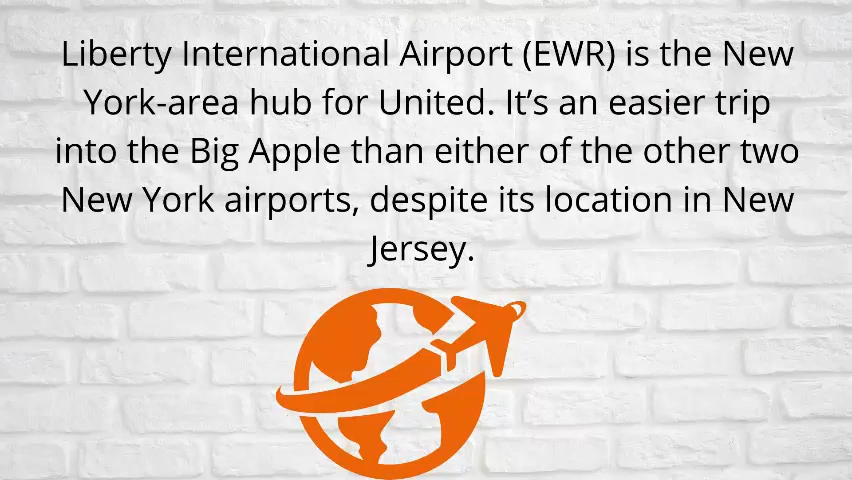 Liberty International Airport (EWR) is the New
York-area hub for United. It’s an easier trip
into the Big Apple than either of the other two
New York airports, despite its location in New
Jersey.